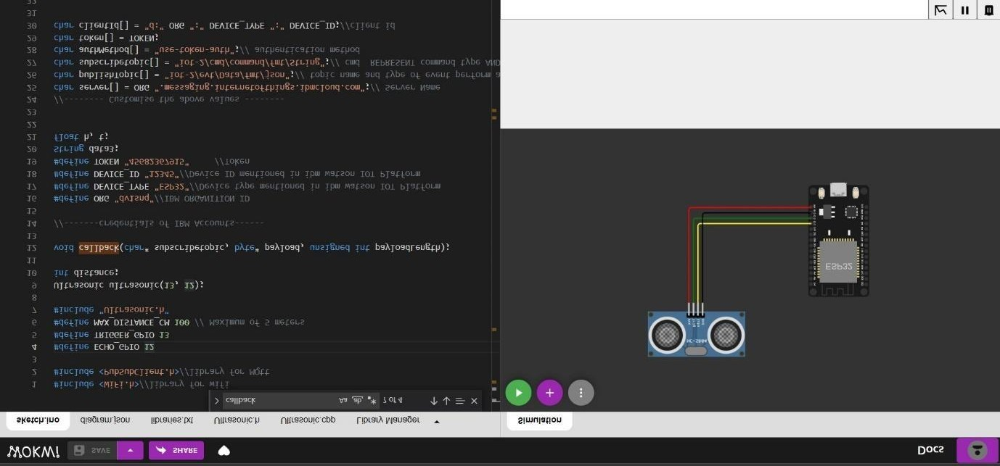 WOKWI SAVE SHARE Docs
sketch.ino diagram.json libraries.txt Ultrasonic.h Ultrasonic.cpp Library Manager
Simulation
callback Aa ab .* ? of 4
1 #include <WiFi.h>//library for wifi
2 #include <PubSubClient.h>//library for MQtt
3
4 #define ECHO_GPIO 12
5 #define TRIGGER_GPIO 13
6 #define MAX_DISTANCE_CM 100 // Maximum of 5 meters
7 #include "Ultrasonic.h"
8
9 Ultrasonic ultrasonic(13, 12);
10 int distance;
11
12 void callback(char* subscribetopic, byte* payload, unsigned int payloadLength);
13
14 //-------credentials of IBM Accounts------
15
16 #define ORG "dv1snq"//IBM ORGANITION ID
17 #define DEVICE_TYPE "ESP32"//Device type mentioned in ibm watson IOT Platform
18 #define DEVICE_ID "12345"//Device ID mentioned in ibm watson IOT Platform
19 #define TOKEN "45682367915" //Token
20 String data3;
21 float h, t;
22
23
24 //-------- Customise the above values --------
25 char server[] = ORG ".messaging.internetofthings.ibmcloud.com";// Server Name
26 char publishTopic[] = "iot-2/evt/Data/fmt/json";// topic name and type of event perform a
27 char subscribetopic[] = "iot-2/cmd/command/fmt/String";// cmd REPRESENT command type AND
28 char authMethod[] = "use-token-auth";// authentication method
29 char token[] = TOKEN;
30 char clientId[] = "d:" ORG ":" DEVICE_TYPE ":" DEVICE_ID;//client id
31
32
HC-SR04
ESP32